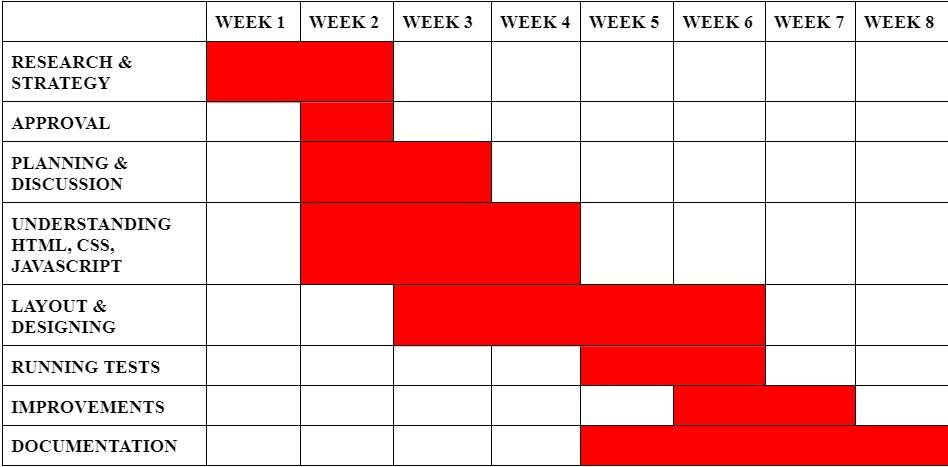 WEEK 1 WEEK 2 WEEK 3 WEEK 4 WEEK 5 WEEK 6 WEEK 7 WEEK 8
RESEARCH &
STRATEGY
APPROVAL
PLANNING &
DISCUSSION
UNDERSTANDING
HTML, CSS,
JAVASCRIPT
LAYOUT &
DESIGNING
RUNNING TESTS
IMPROVEMENTS
DOCUMENTATION